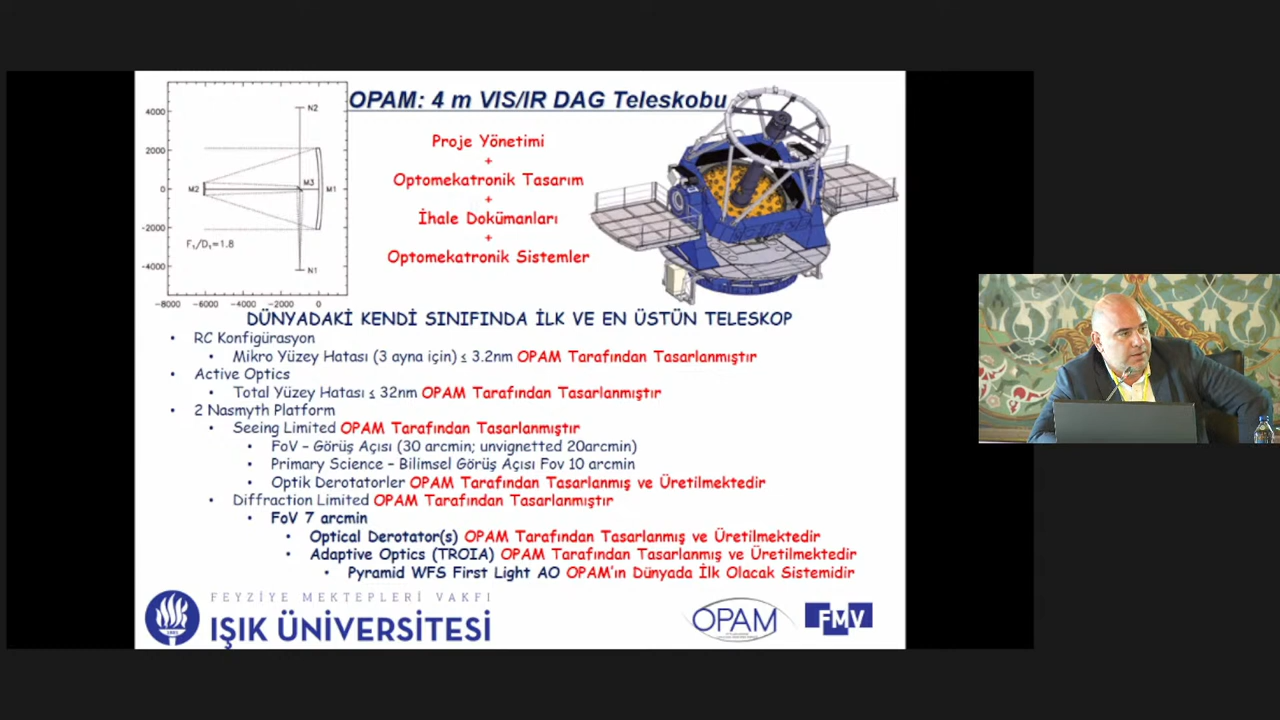 OPAM: 4 m VIS/IR DAG Teleskobu
4000
2000
0
-2000
-4000
-8000 -6000 -4000 -2000 0
N2
M2
M3
M1
F₁/D₁=1.8
N1
Proje Yönetimi
+
Optomekatronik Tasarım
+
İhale Dokümanları
+
Optomekatronik Sistemler
DÜNYADAKİ KENDİ SINIFINDA İLK VE EN ÜSTÜN TELESKOP
• RC Konfigürasyon
• Mikro Yüzey Hatası (3 ayna için) ≤ 3.2nm OPAM Tarafından Tasarlanmıştır
• Active Optics
• Total Yüzey Hatası ≤ 32nm OPAM Tarafından Tasarlanmıştır
• 2 Nasmyth Platform
• Seeing Limited OPAM Tarafından Tasarlanmıştır
• FoV – Görüş Açısı (30 arcmin; unvignetted 20arcmin)
• Primary Science – Bilimsel Görüş Açısı Fov 10 arcmin
• Optik Derotatorler OPAM Tarafından Tasarlanmış ve Üretilmektedir
• Diffraction Limited OPAM Tarafından Tasarlanmıştır
• FoV 7 arcmin
• Optical Derotator(s) OPAM Tarafından Tasarlanmış ve Üretilmektedir
• Adaptive Optics (TROIA) OPAM Tarafından Tasarlanmış ve Üretilmektedir
• Pyramid WFS First Light AO OPAM'ın Dünyada İlk Olacak Sistemidir
FEYZİYE MEKTEPLERİ VAKFI
IŞIK ÜNİVERSİTESİ
OPAM
FMV